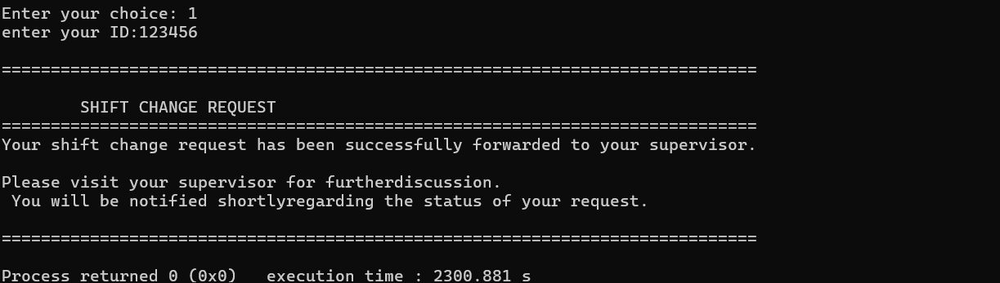 Enter your choice: 1
enter your ID:123456
=============================================================================
SHIFT CHANGE REQUEST
=============================================================================
Your shift change request has been successfully forwarded to your supervisor.
Please visit your supervisor for furtherdiscussion.
You will be notified shortlyregarding the status of your request.
=============================================================================
Process returned 0 (0x0)   execution time : 2300.881 s